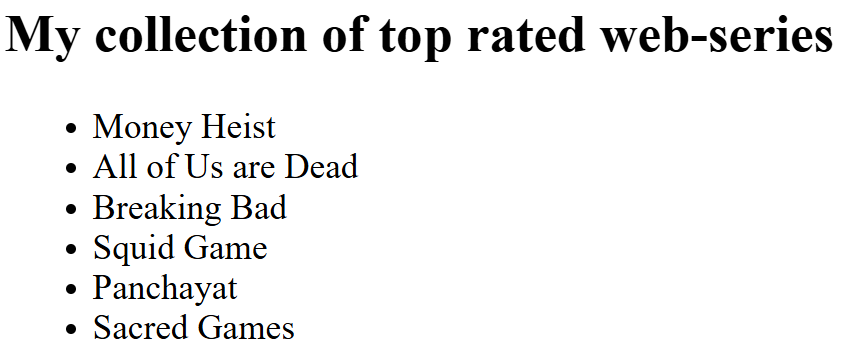 My collection of top rated web-series
• Money Heist
• All of Us are Dead
• Breaking Bad
• Squid Game
• Panchayat
• Sacred Games